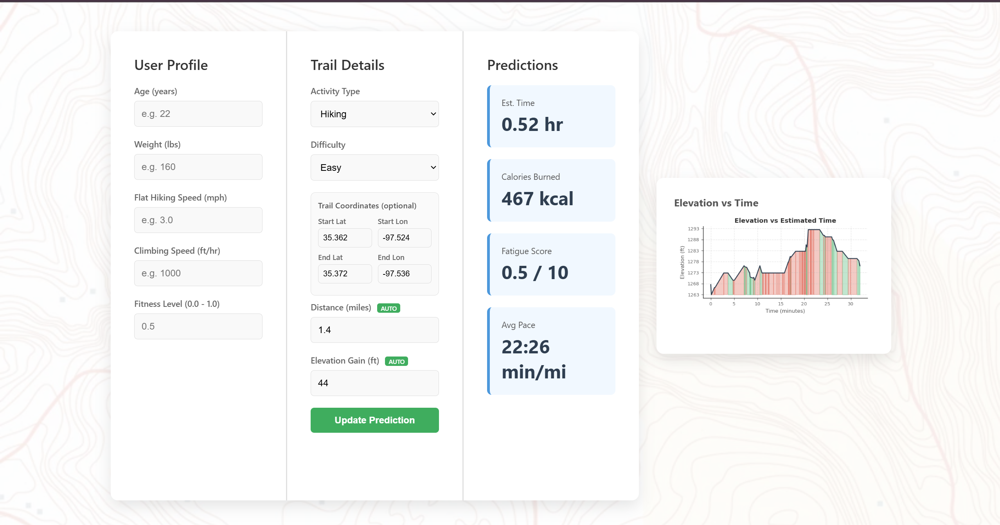 User Profile
Age (years)
e.g. 22
Weight (lbs)
e.g. 160
Flat Hiking Speed (mph)
e.g. 3.0
Climbing Speed (ft/hr)
e.g. 1000
Fitness Level (0.0 - 1.0)
0.5
Trail Details
Activity Type
Hiking
Difficulty
Easy
Trail Coordinates (optional)
Start Lat Start Lon
35.362 -97.524
End Lat End Lon
35.372 -97.536
Distance (miles) AUTO
1.4
Elevation Gain (ft) AUTO
44
Update Prediction
Predictions
Est. Time
0.52 hr
Calories Burned
467 kcal
Fatigue Score
0.5 / 10
Avg Pace
22:26
min/mi
Elevation vs Time
Elevation vs Estimated Time
Elevation (ft)
1293
1288
1283
1278
1273
1268
1263
0 5 10 15 20 25 30
Time (minutes)